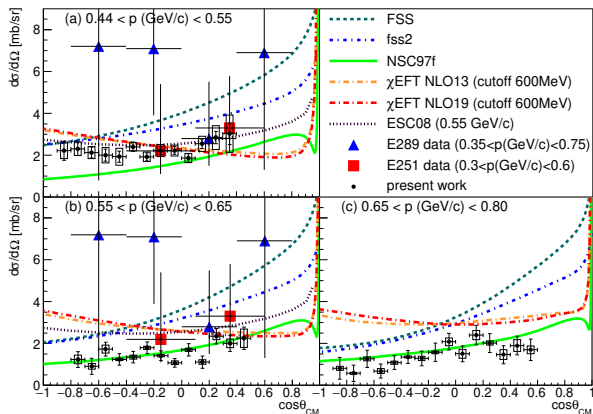 dσ/dΩ [mb/sr]
8
6
4
2
0
(a) 0.44 < p (GeV/c) < 0.55
FSS
fss2
NSC97f
χEFT NLO13 (cutoff 600MeV)
χEFT NLO19 (cutoff 600MeV)
ESC08 (0.55 GeV/c)
E289 data (0.35<p(GeV/c)<0.75)
E251 data (0.3<p(GeV/c)<0.6)
present work
dσ/dΩ [mb/sr]
8
6
4
2
0
(b) 0.55 < p (GeV/c) < 0.65
(c) 0.65 < p (GeV/c) < 0.80
-1 -0.8 -0.6 -0.4 -0.2 0 0.2 0.4 0.6 0.8 -1 -0.8 -0.6 -0.4 -0.2 0 0.2 0.4 0.6 0.8 1
cosθCM cosθCM